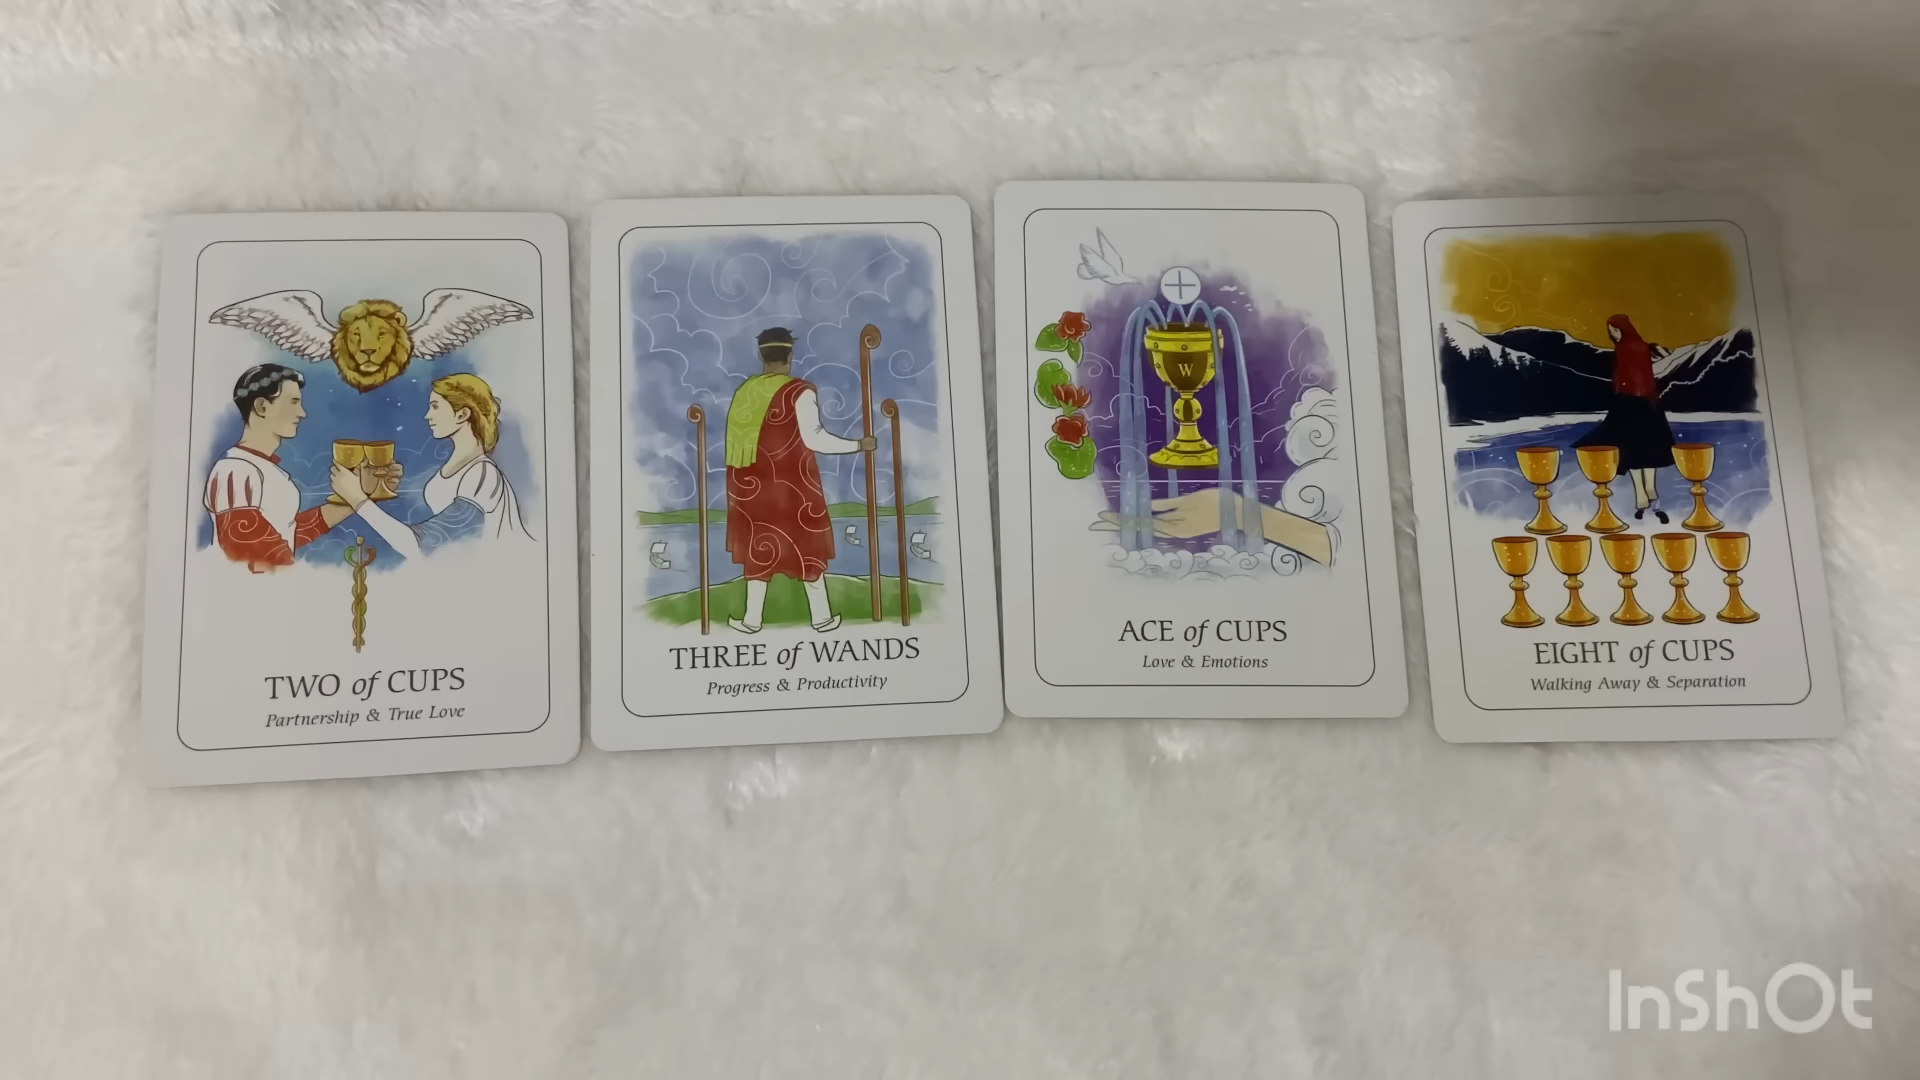 TWO of CUPS
Partnership & True Love
THREE of WANDS
Progress & Productivity
W
ACE of CUPS
Love & Emotions
EIGHT of CUPS
Walking Away & Separation
InShOt